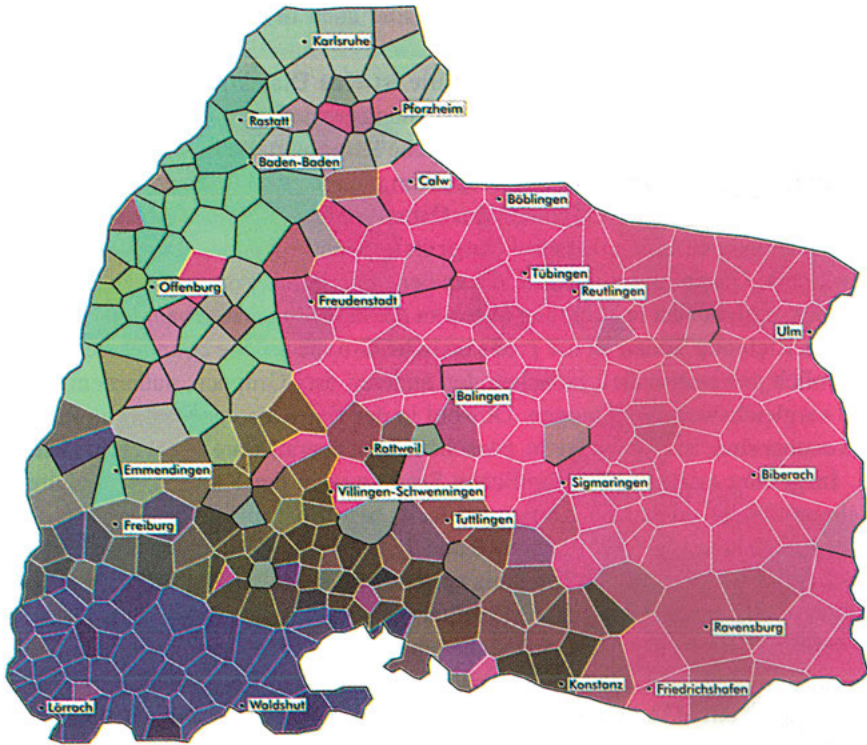 Karlsruhe
Pforzheim
Rastatt
Baden-Baden
Calw
Böblingen
Tübingen
Offenburg
Reutlingen
Freudenstadt
Ulm
Balingen
Rottweil
Emmendingen
Biberach
Sigmaringen
Villingen-Schwenningen
Tuttlingen
Freiburg
Ravensburg
Konstanz
Friedrichshafen
Lörrach
Waldshut